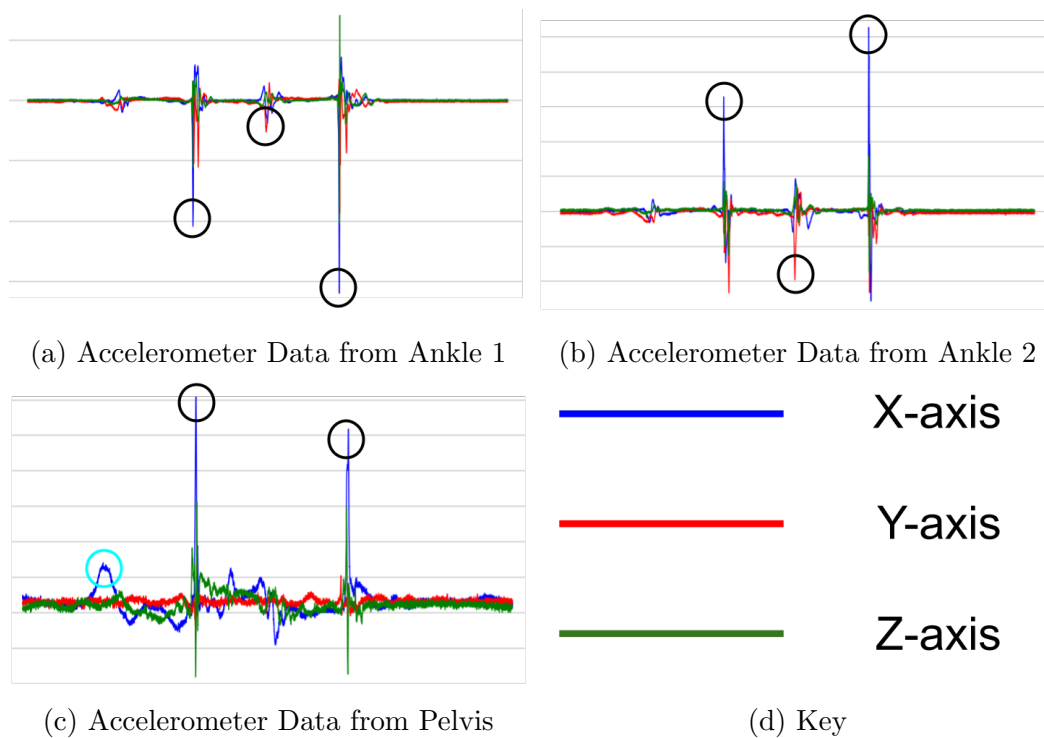 (a) Accelerometer Data from Ankle 1
(b) Accelerometer Data from Ankle 2
X-axis
Y-axis
Z-axis
(c) Accelerometer Data from Pelvis
(d) Key